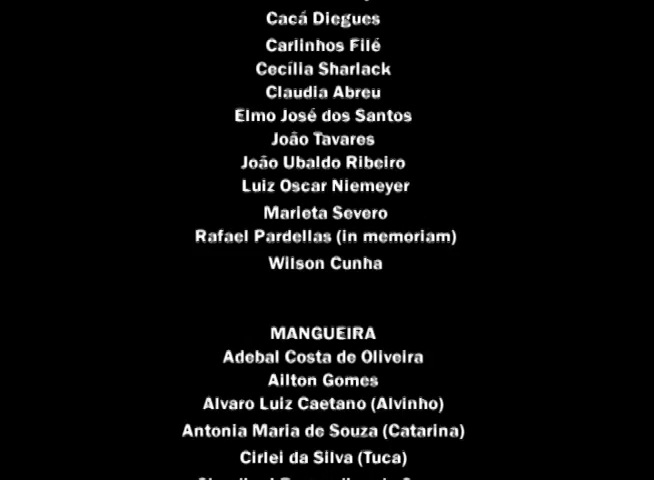 Cacá Diegues
Carlinhos Filé
Cecília Sharlack
Claudia Abreu
Elmo José dos Santos
João Tavares
João Ubaldo Ribeiro
Luiz Oscar Niemeyer
Marieta Severo
Rafael Pardellas (in memoriam)
Wilson Cunha
MANGUEIRA
Adebal Costa de Oliveira
Ailton Gomes
Alvaro Luiz Caetano (Alvinho)
Antonia Maria de Souza (Catarina)
Cirlei da Silva (Tuca)